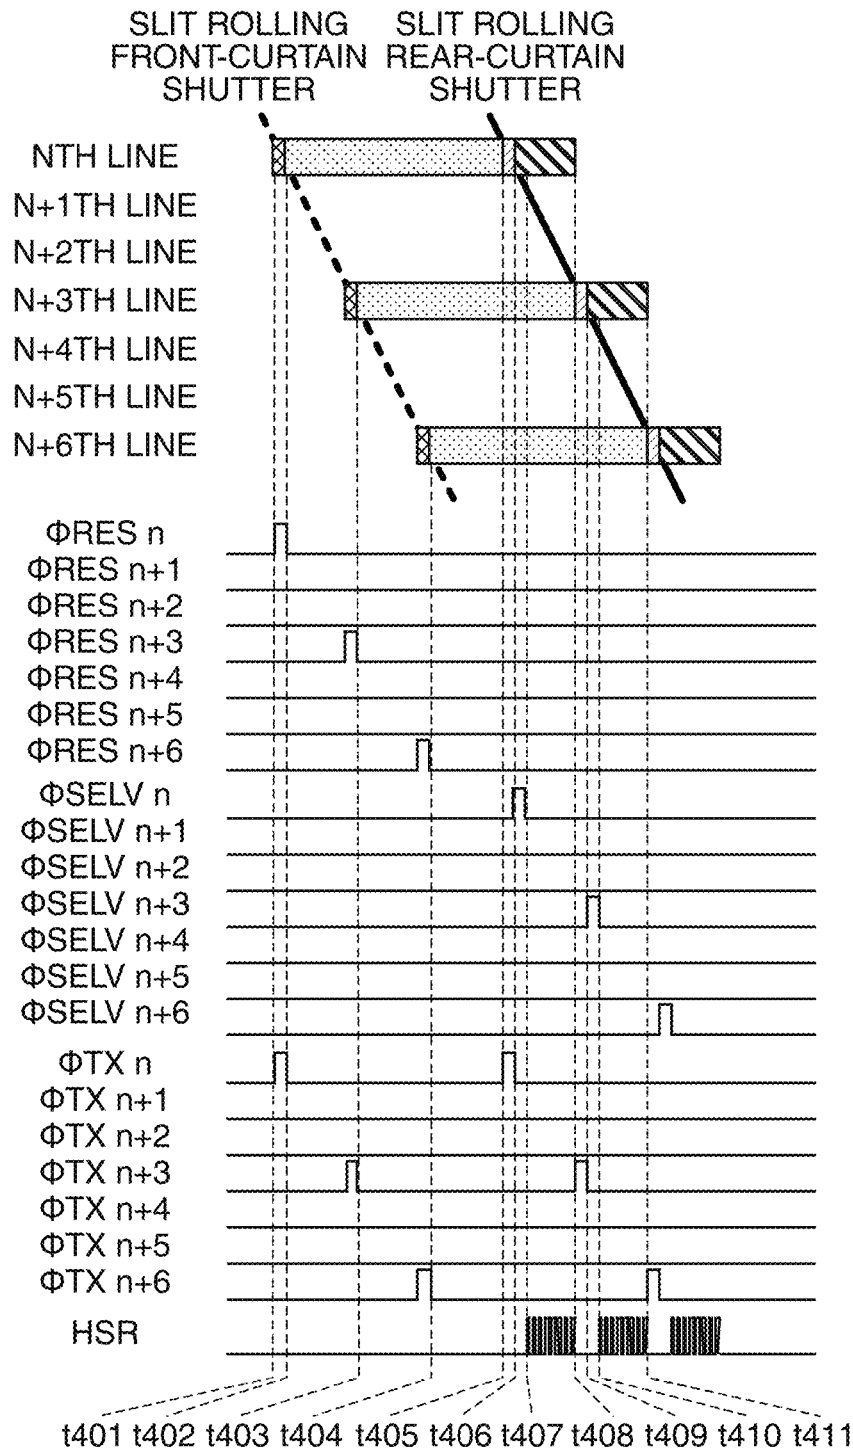 SLIT ROLLING
FRONT-CURTAIN
SHUTTER
SLIT ROLLING
REAR-CURTAIN
SHUTTER
NTH LINE
N+1TH LINE
N+2TH LINE
N+3TH LINE
N+4TH LINE
N+5TH LINE
N+6TH LINE
ΦRES n
ΦRES n+1
ΦRES n+2
ΦRES n+3
ΦRES n+4
ΦRES n+5
ΦRES n+6
ΦSELV n
ΦSELV n+1
ΦSELV n+2
ΦSELV n+3
ΦSELV n+4
ΦSELV n+5
ΦSELV n+6
ΦTX n
ΦTX n+1
ΦTX n+2
ΦTX n+3
ΦTX n+4
ΦTX n+5
ΦTX n+6
HSR
t401 t402 t403 t404 t405 t406 t407 t408 t409 t410 t411